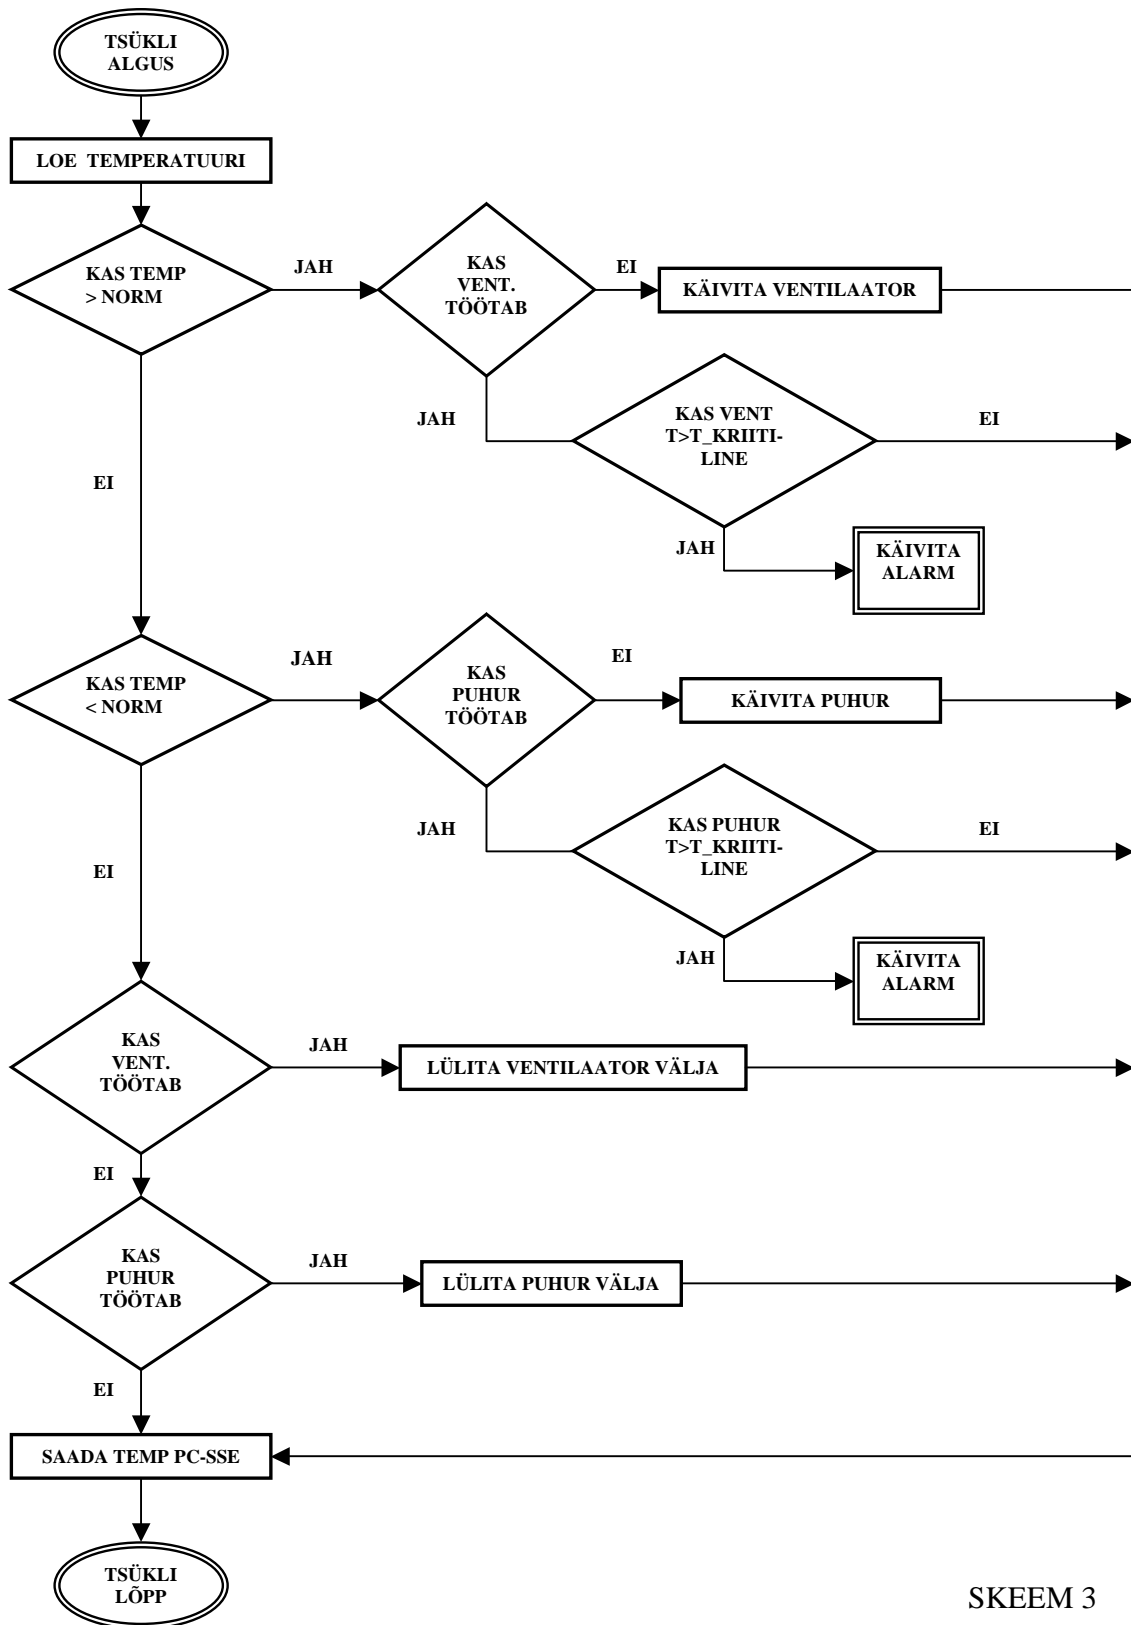 TSÜKLI
ALGUS
LOE TEMPERATUURI
KAS TEMP
> NORM
JAH
KAS
VENT.
TÖÖTAB
EI
KÄIVITA VENTILAATOR
JAH
KAS VENT
T>T_KRIITI-
LINE
EI
EI
JAH
KÄIVITA
ALARM
KAS TEMP
< NORM
JAH
KAS
PUHUR
TÖÖTAB
EI
KÄIVITA PUHUR
JAH
KAS PUHUR
T>T_KRIITI-
LINE
EI
EI
JAH
KÄIVITA
ALARM
KAS
VENT.
TÖÖTAB
JAH
LÜLITA VENTILAATOR VÄLJA
EI
KAS
PUHUR
TÖÖTAB
JAH
LÜLITA PUHUR VÄLJA
EI
SAADA TEMP PC-SSE
TSÜKLI
LÕPP
SKEEM 3